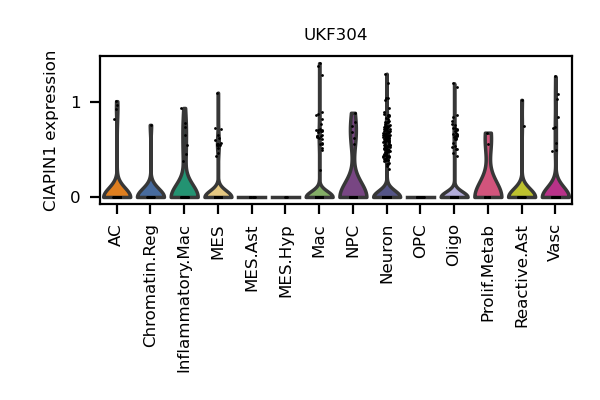 UKF304
CIAPIN1 expression
1
0
AC
Chromatin.Reg
Inflammatory.Mac
MES
MES.Ast
MES.Hyp
Mac
NPC
Neuron
OPC
Oligo
Prolif.Metab
Reactive.Ast
Vasc